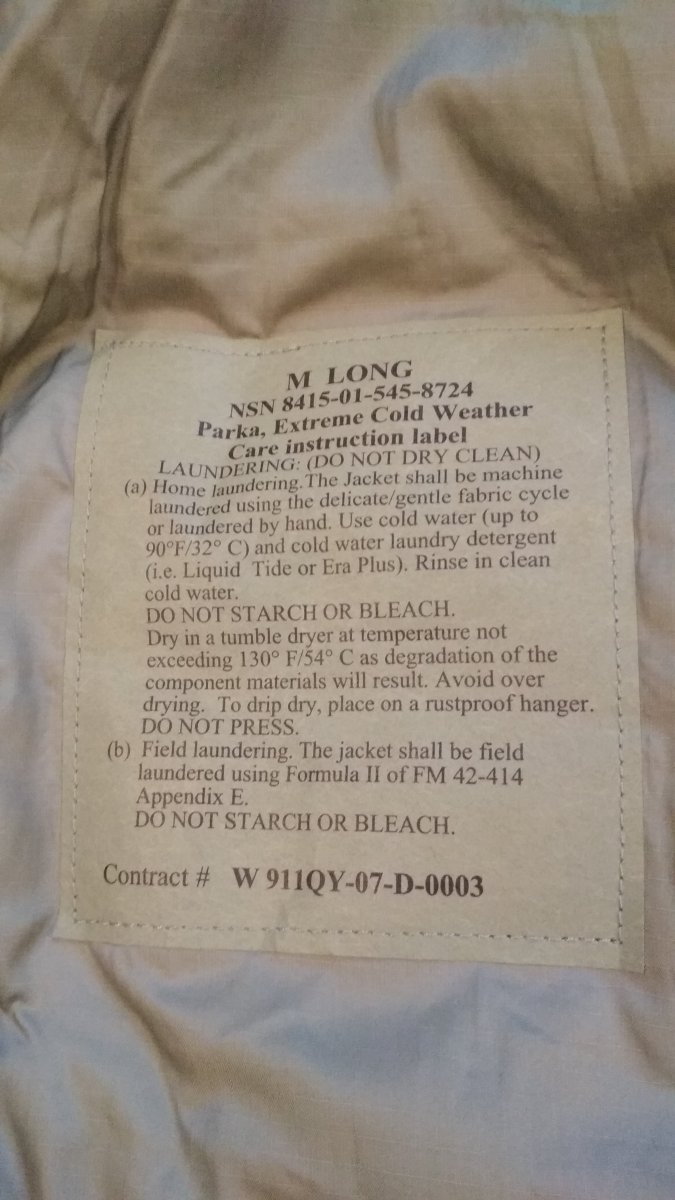 M LONG
NSN 8415-01-545-8724
Parka, Extreme Cold Weather
Care instruction label
LAUNDERING: (DO NOT DRY CLEAN)
(a) Home laundering. The Jacket shall be machine
laundered using the delicate/gentle fabric cycle
or laundered by hand. Use cold water (up to
90°F/32° C) and cold water laundry detergent
(i.e. Liquid Tide or Era Plus). Rinse in clean
cold water.
DO NOT STARCH OR BLEACH.
Dry in a tumble dryer at temperature not
exceeding 130° F/54° C as degradation of the
component materials will result. Avoid over
drying. To drip dry, place on a rustproof hanger.
DO NOT PRESS.
(b) Field laundering. The jacket shall be field
laundered using Formula II of FM 42-414
Appendix E.
DO NOT STARCH OR BLEACH.
Contract # W 911QY-07-D-0003